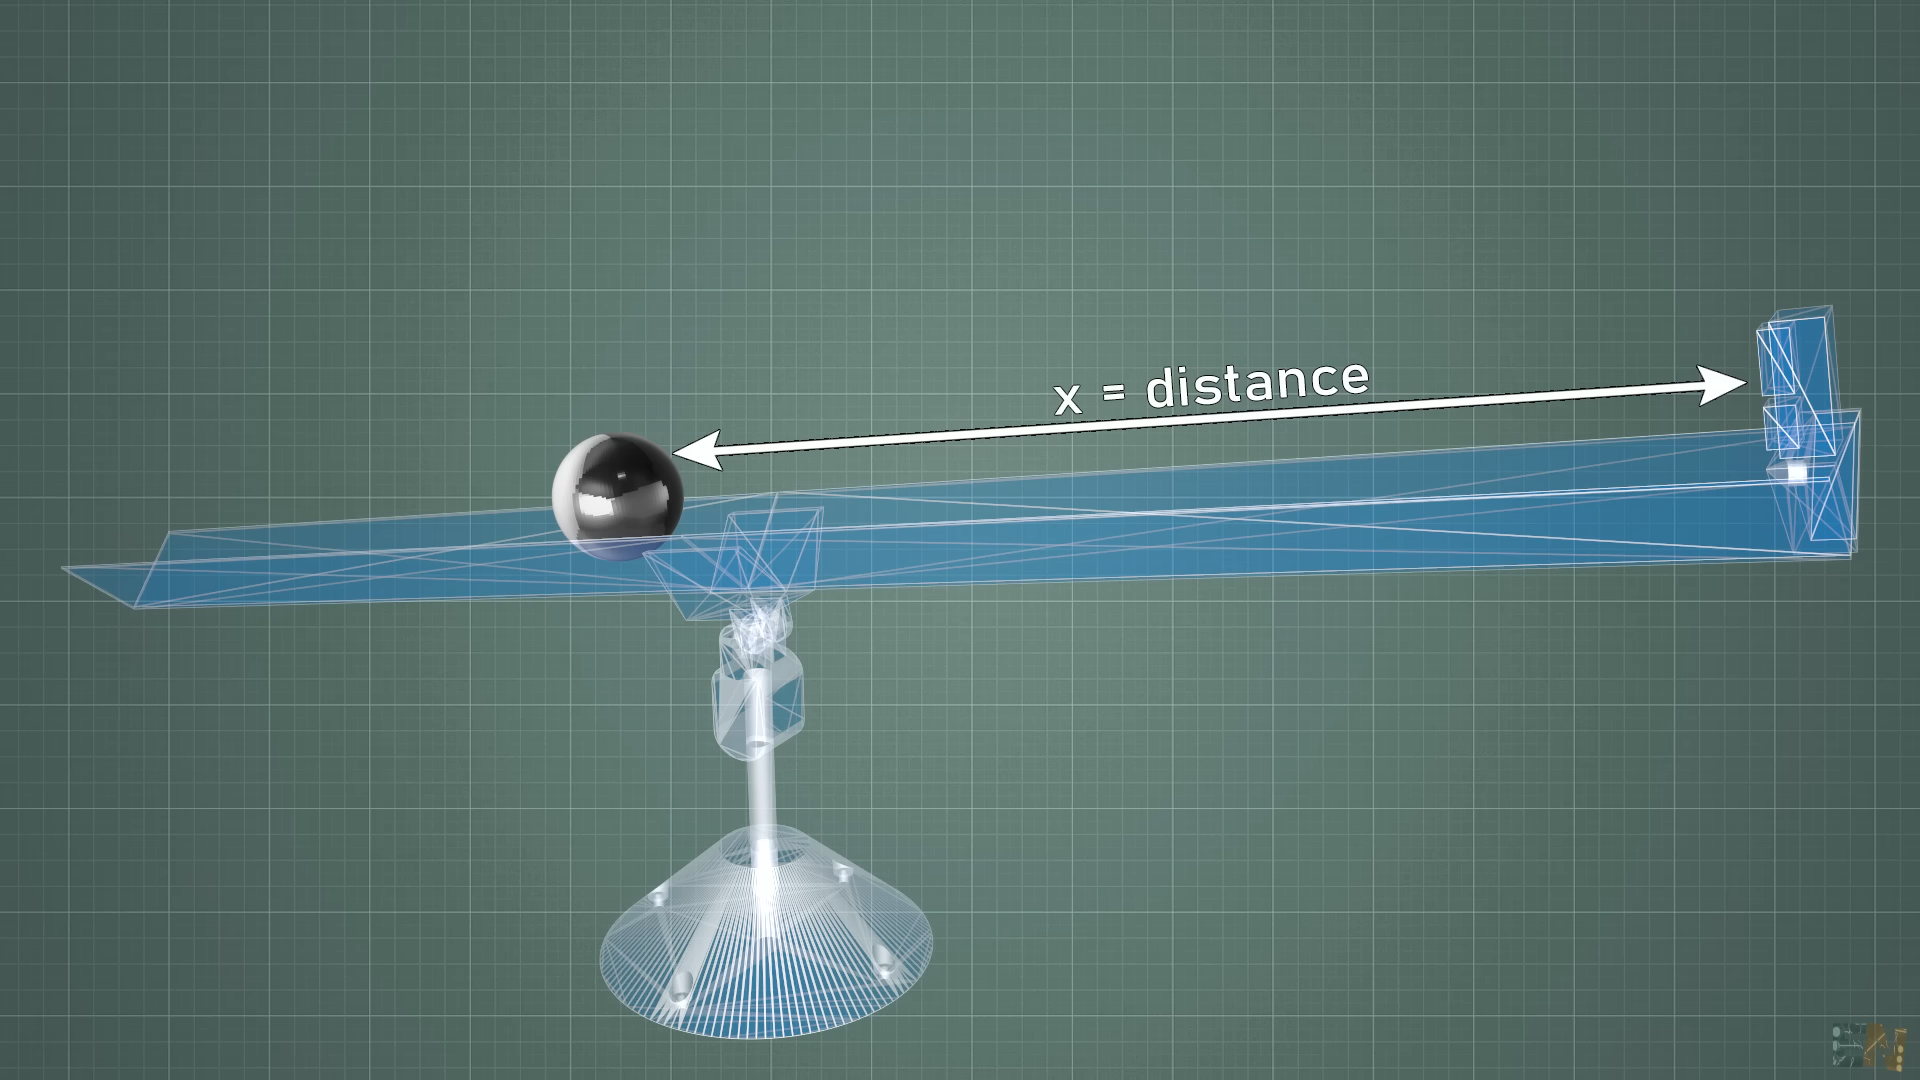 x = distance